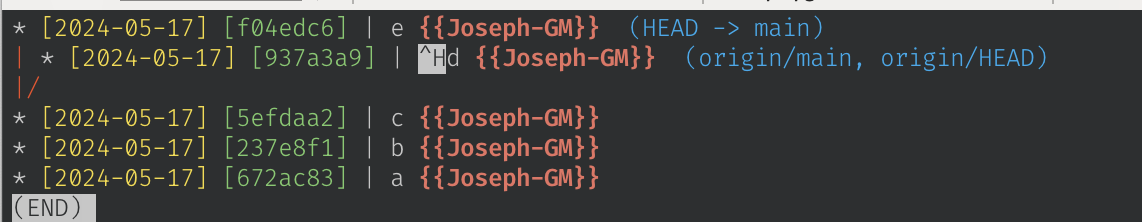 * [2024-05-17] [f04edc6] | e {{Joseph-GM}} (HEAD -> main)
| * [2024-05-17] [937a3a9] | ^Hd {{Joseph-GM}} (origin/main, origin/HEAD)
|/
* [2024-05-17] [5efdaa2] | c {{Joseph-GM}}
* [2024-05-17] [237e8f1] | b {{Joseph-GM}}
* [2024-05-17] [672ac83] | a {{Joseph-GM}}
(END)